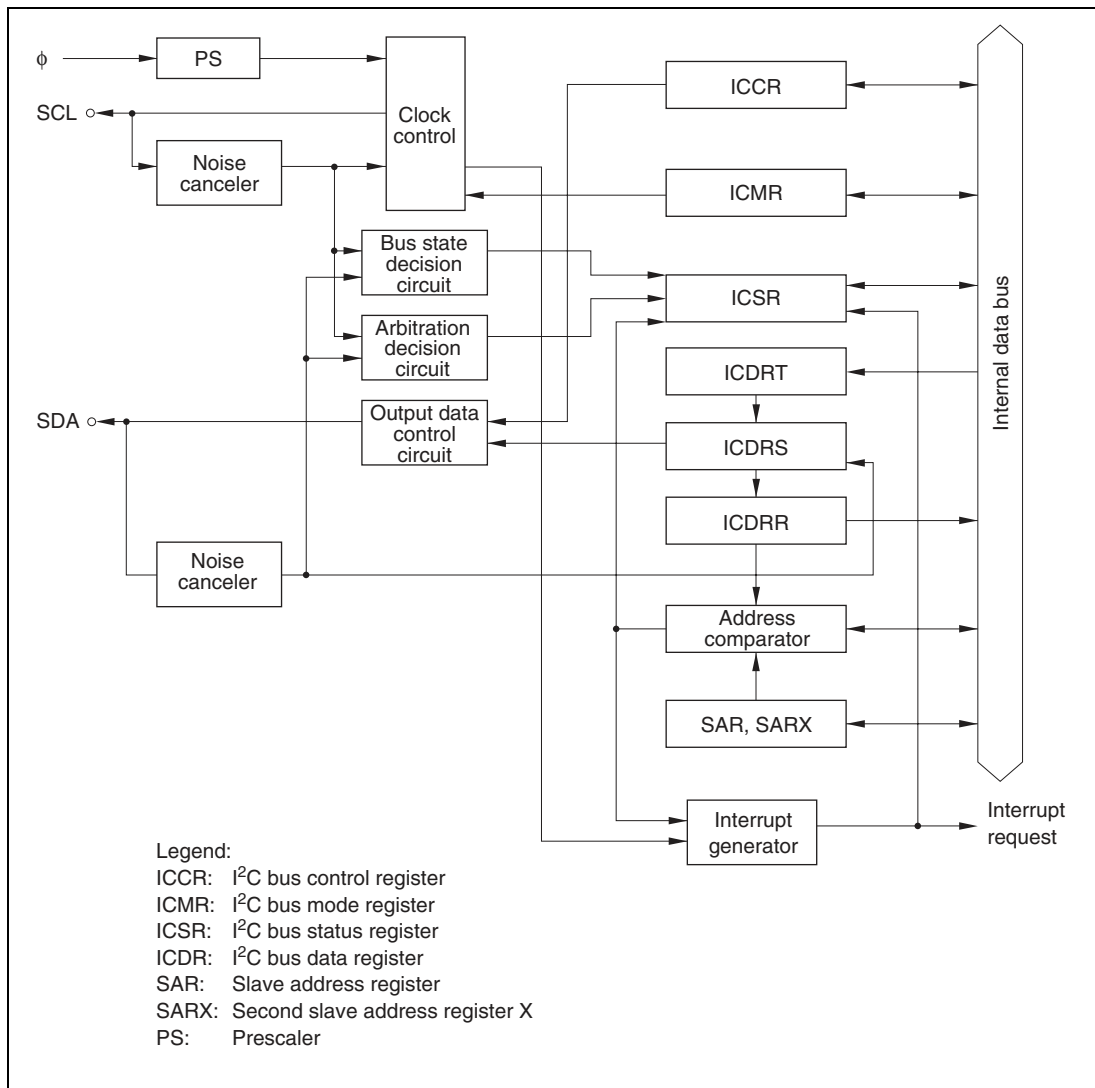 ϕ
PS
SCL
Clock
control
Noise
canceler
ICCR
ICMR
Bus state
decision
circuit
ICSR
Arbitration
decision
circuit
ICDRT
SDA
Output data
control
circuit
ICDRS
ICDRR
Noise
canceler
Address
comparator
SAR, SARX
Internal data bus
Interrupt
generator
Interrupt
request
Legend:
ICCR: I²C bus control register
ICMR: I²C bus mode register
ICSR: I²C bus status register
ICDR: I²C bus data register
SAR: Slave address register
SARX: Second slave address register X
PS: Prescaler